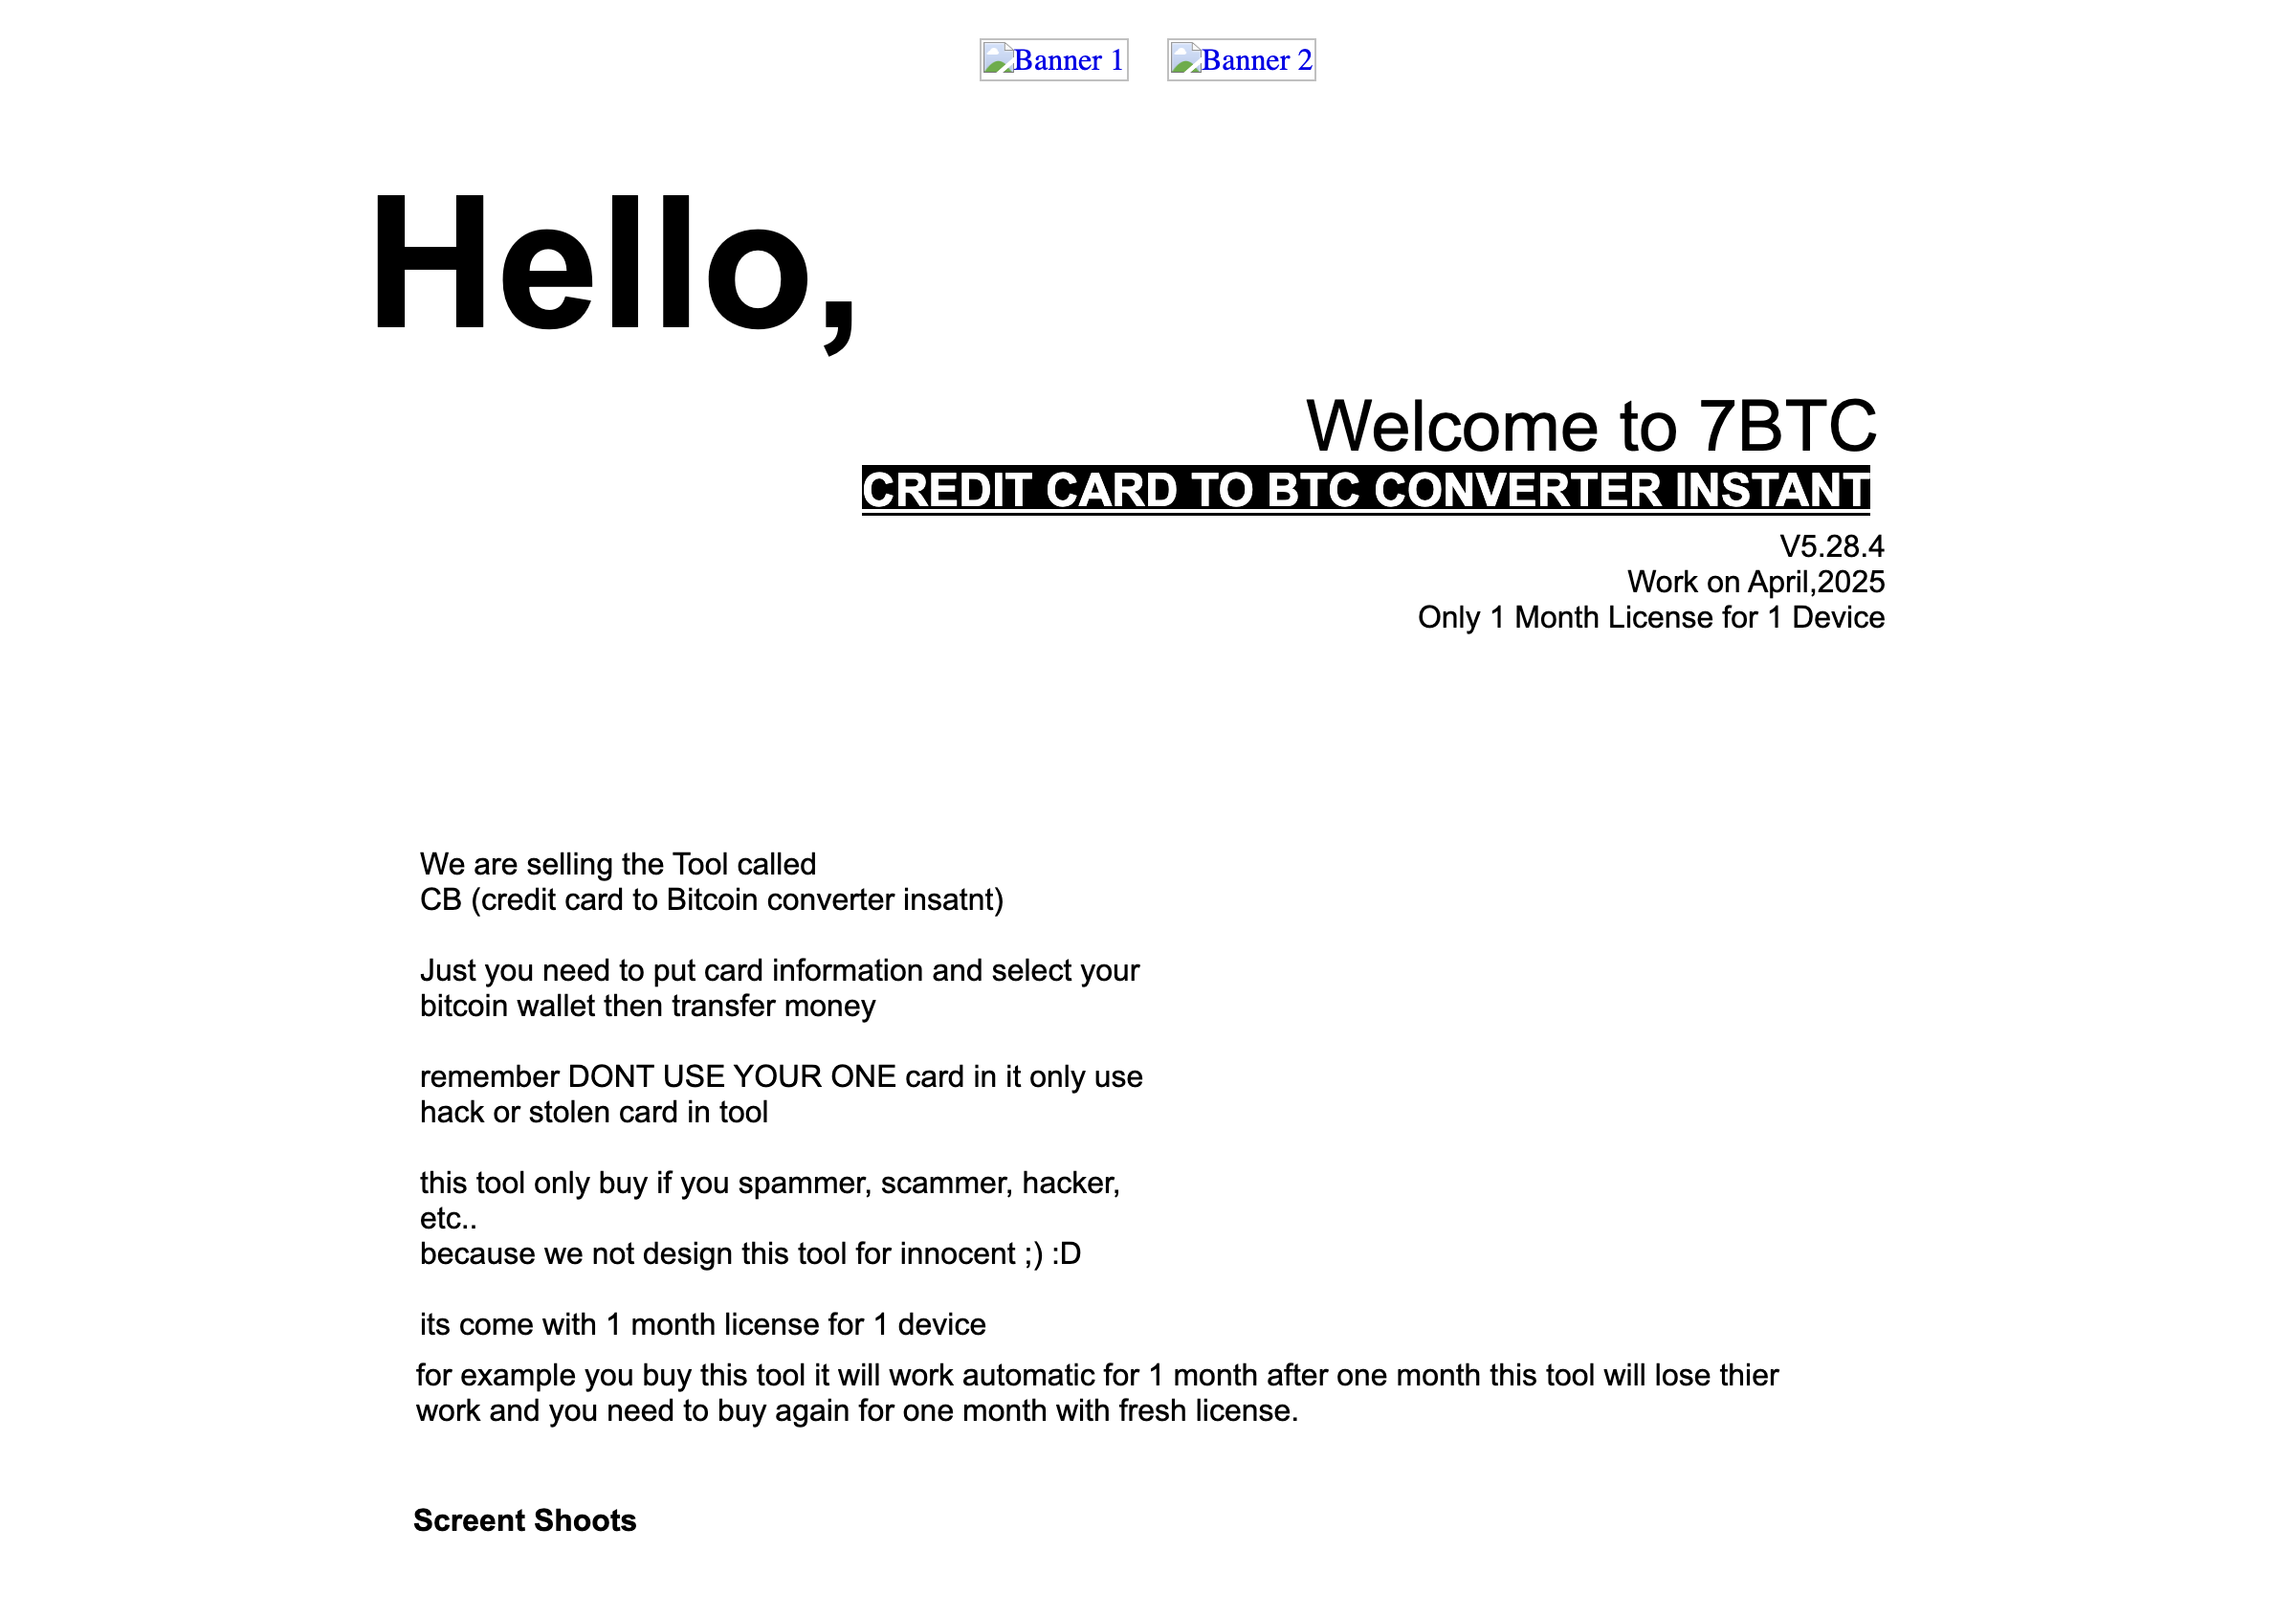 Banner 1 Banner 2
Hello,
Welcome to 7BTC
CREDIT CARD TO BTC CONVERTER INSTANT
V5.28.4
Work on April,2025
Only 1 Month License for 1 Device
We are selling the Tool called
CB (credit card to Bitcoin converter insatnt)
Just you need to put card information and select your
bitcoin wallet then transfer money
remember DONT USE YOUR ONE card in it only use
hack or stolen card in tool
this tool only buy if you spammer, scammer, hacker,
etc..
because we not design this tool for innocent ;) :D
its come with 1 month license for 1 device
for example you buy this tool it will work automatic for 1 month after one month this tool will lose thier
work and you need to buy again for one month with fresh license.
Screent Shoots